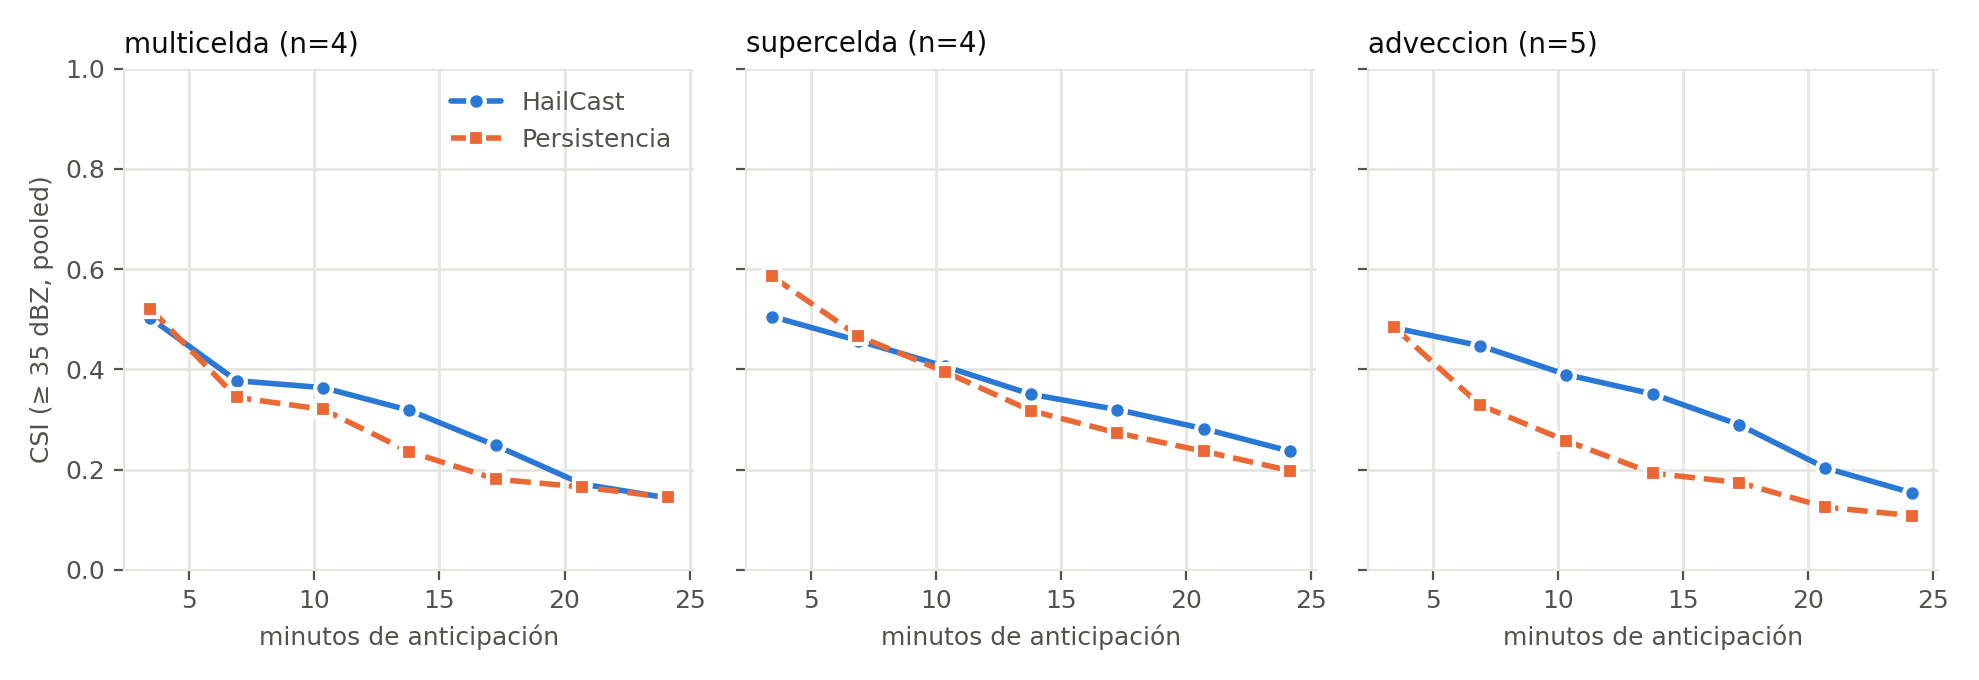 multicelda (n=4)
supercelda (n=4)
adveccion (n=5)
CSI (≥ 35 dBZ, pooled)
1.0
0.8
0.6
0.4
0.2
0.0
HailCast
Persistencia
5 10 15 20 25
5 10 15 20 25
5 10 15 20 25
minutos de anticipación
minutos de anticipación
minutos de anticipación